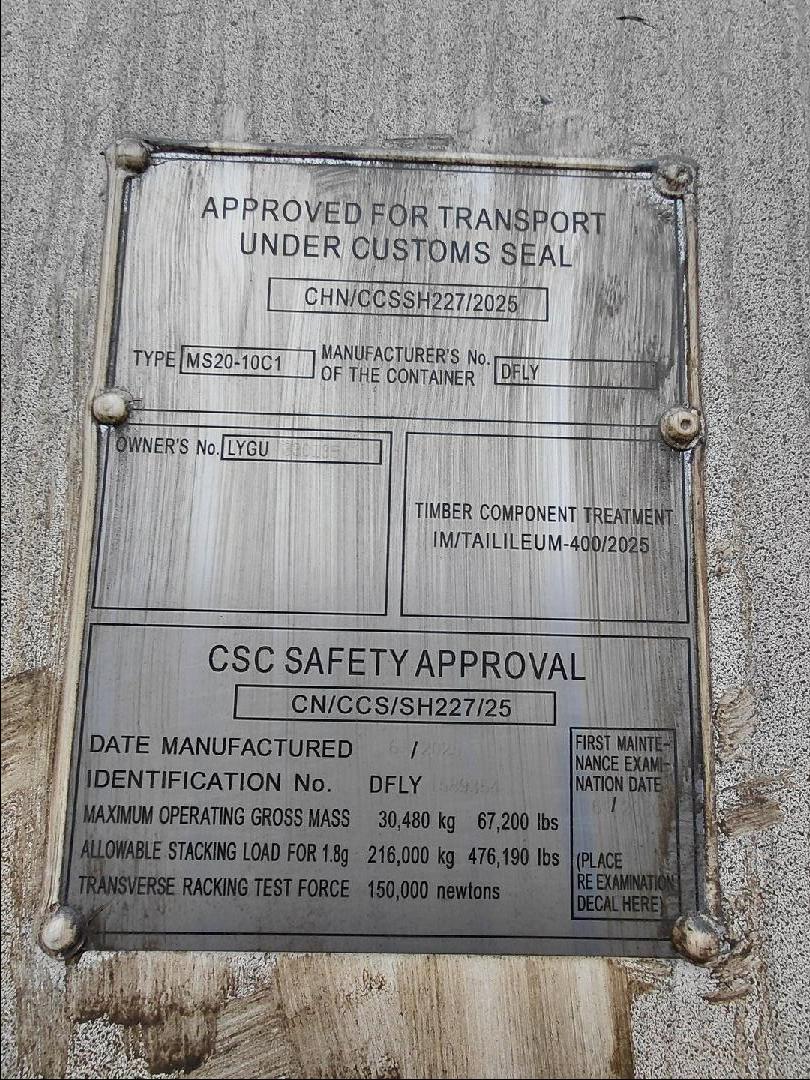 APPROVED FOR TRANSPORT
UNDER CUSTOMS SEAL
CHN/CCSSH227/2025
TYPE MS20-10C1
MANUFACTURER'S No.
OF THE CONTAINER DFLY
OWNER'S No. LYGU
TIMBER COMPONENT TREATMENT
IM/TAILILEUM-400/2025
CSC SAFETY APPROVAL
CN/CCS/SH227/25
DATE MANUFACTURED /
IDENTIFICATION No. DFLY
MAXIMUM OPERATING GROSS MASS 30,480 kg 67,200 lbs
ALLOWABLE STACKING LOAD FOR 1.8g 216,000 kg 476,190 lbs
TRANSVERSE RACKING TEST FORCE 150,000 newtons
FIRST MAINTE-
NANCE EXAMI-
NATION DATE
/
(PLACE
RE EXAMINATION
DECAL HERE)